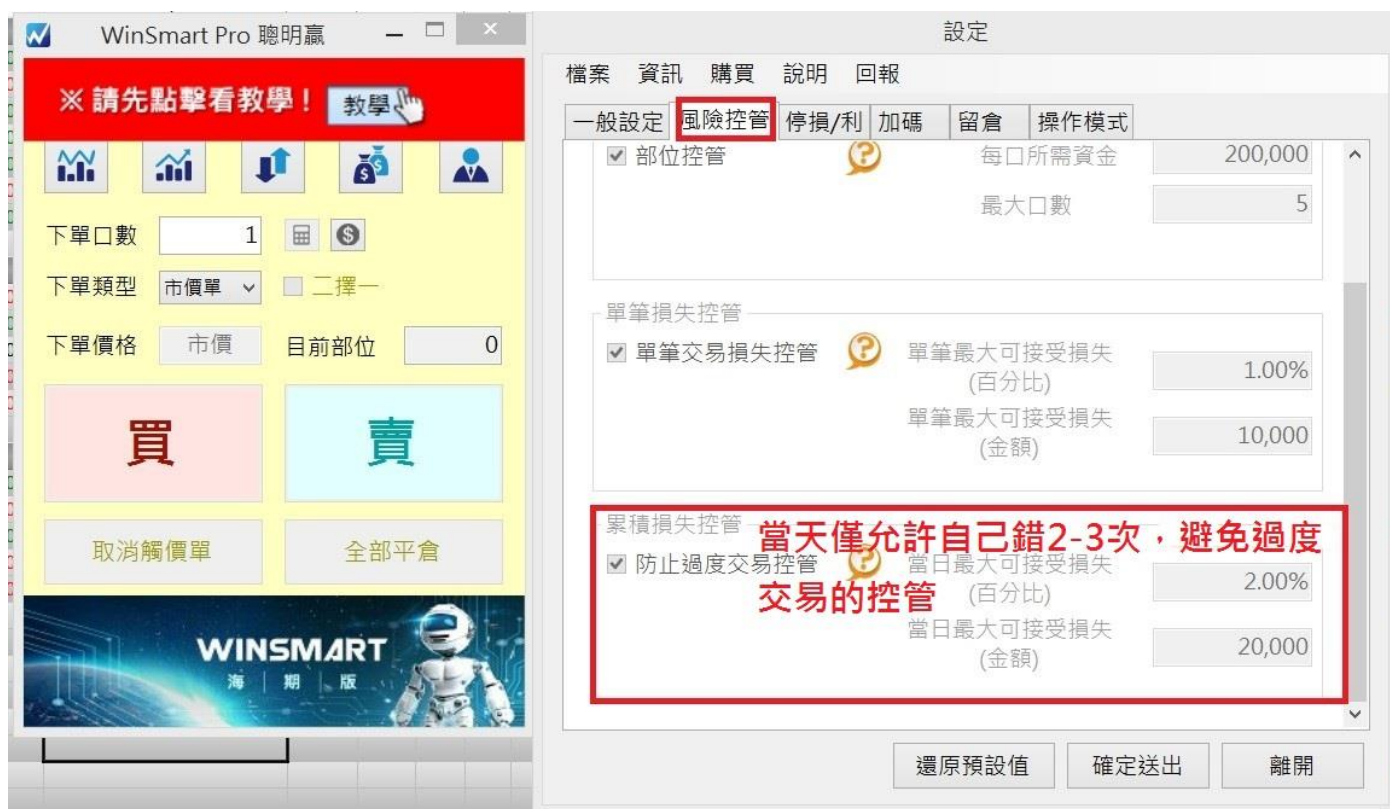 WinSmart Pro 聰明贏
※ 請先點擊看教學！ 教學
下單口數 1
下單類型 市價單 二擇一
下單價格 市價 目前部位 0
買 賣
取消觸價單 全部平倉
WINSMART
海 | 期 | 版
設定
檔案 資訊 購買 說明 回報
一般設定 風險控管 停損/利 加碼 留倉 操作模式
部位控管 每口所需資金 200,000
最大口數 5
單筆損失控管
單筆交易損失控管 單筆最大可接受損失
(百分比) 1.00%
單筆最大可接受損失
(金額) 10,000
累積損失控管
當天僅允許自己錯2-3次，避免過度
交易的控管
防止過度交易控管 當日最大可接受損失
(百分比) 2.00%
當日最大可接受損失
(金額) 20,000
還原預設值 確定送出 離開